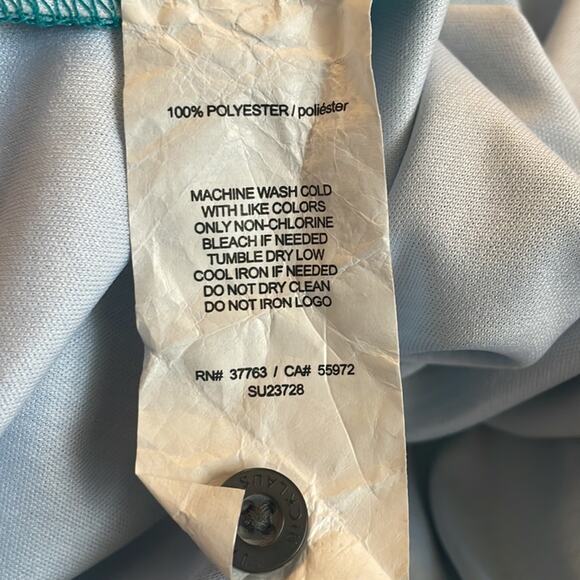 100% POLYESTER / poliéster
MACHINE WASH COLD
WITH LIKE COLORS
ONLY NON-CHLORINE
BLEACH IF NEEDED
TUMBLE DRY LOW
COOL IRON IF NEEDED
DO NOT DRY CLEAN
DO NOT IRON LOGO
RN# 37763 / CA# 55972
SU23728